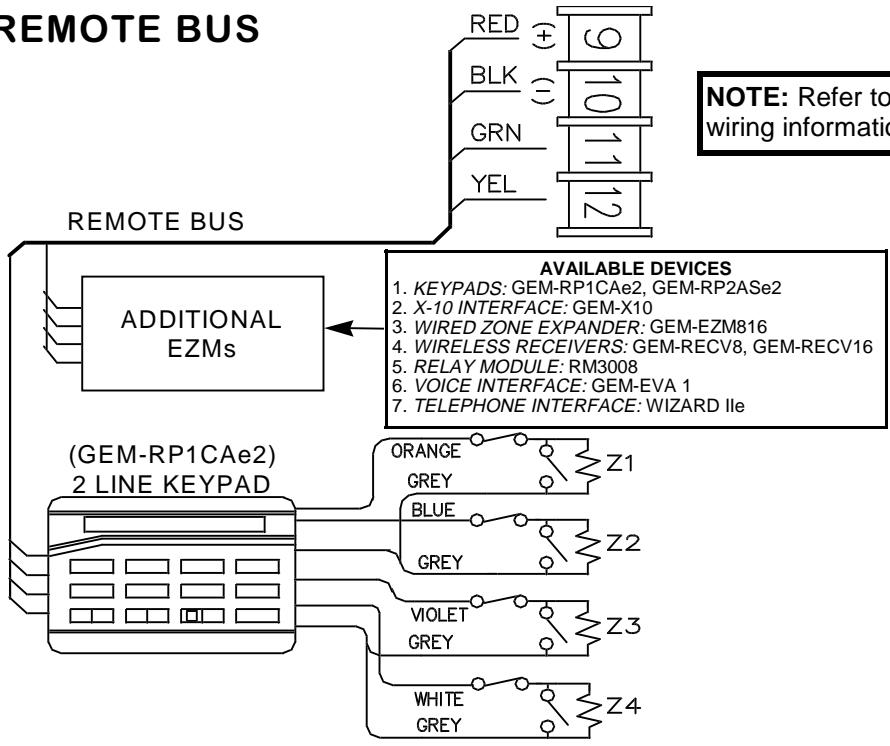 REMOTE BUS
RED (+) 9
BLK (-) 10
GRN 11
YEL 12
NOTE: Refer to
wiring informatio
REMOTE BUS
ADDITIONAL
EZMs
AVAILABLE DEVICES
1. KEYPADS: GEM-RP1CAe2, GEM-RP2ASe2
2. X-10 INTERFACE: GEM-X10
3. WIRED ZONE EXPANDER: GEM-EZM816
4. WIRELESS RECEIVERS: GEM-RECV8, GEM-RECV16
5. RELAY MODULE: RM3008
6. VOICE INTERFACE: GEM-EVA 1
7. TELEPHONE INTERFACE: WIZARD IIe
(GEM-RP1CAe2)
2 LINE KEYPAD
ORANGE
GREY
Z1
BLUE
GREY
Z2
VIOLET
GREY
Z3
WHITE
GREY
Z4